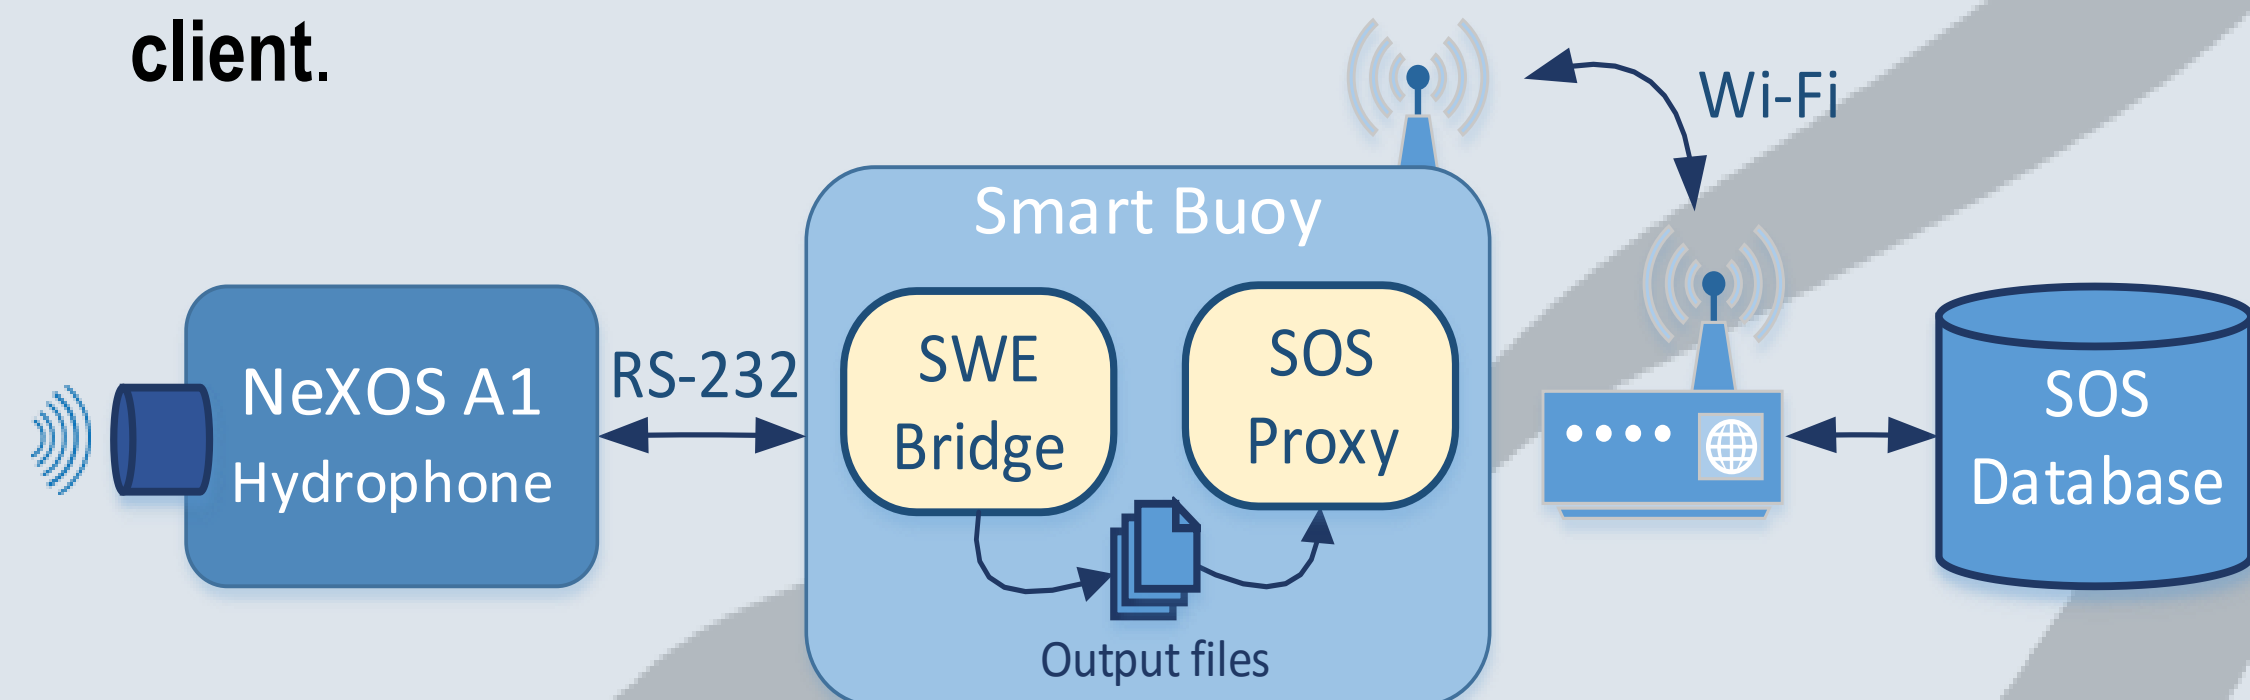 client.
Wi-Fi
Smart Buoy
NeXOS A1
Hydrophone
RS-232
SWE
Bridge
SOS
Proxy
Output files
SOS
Database